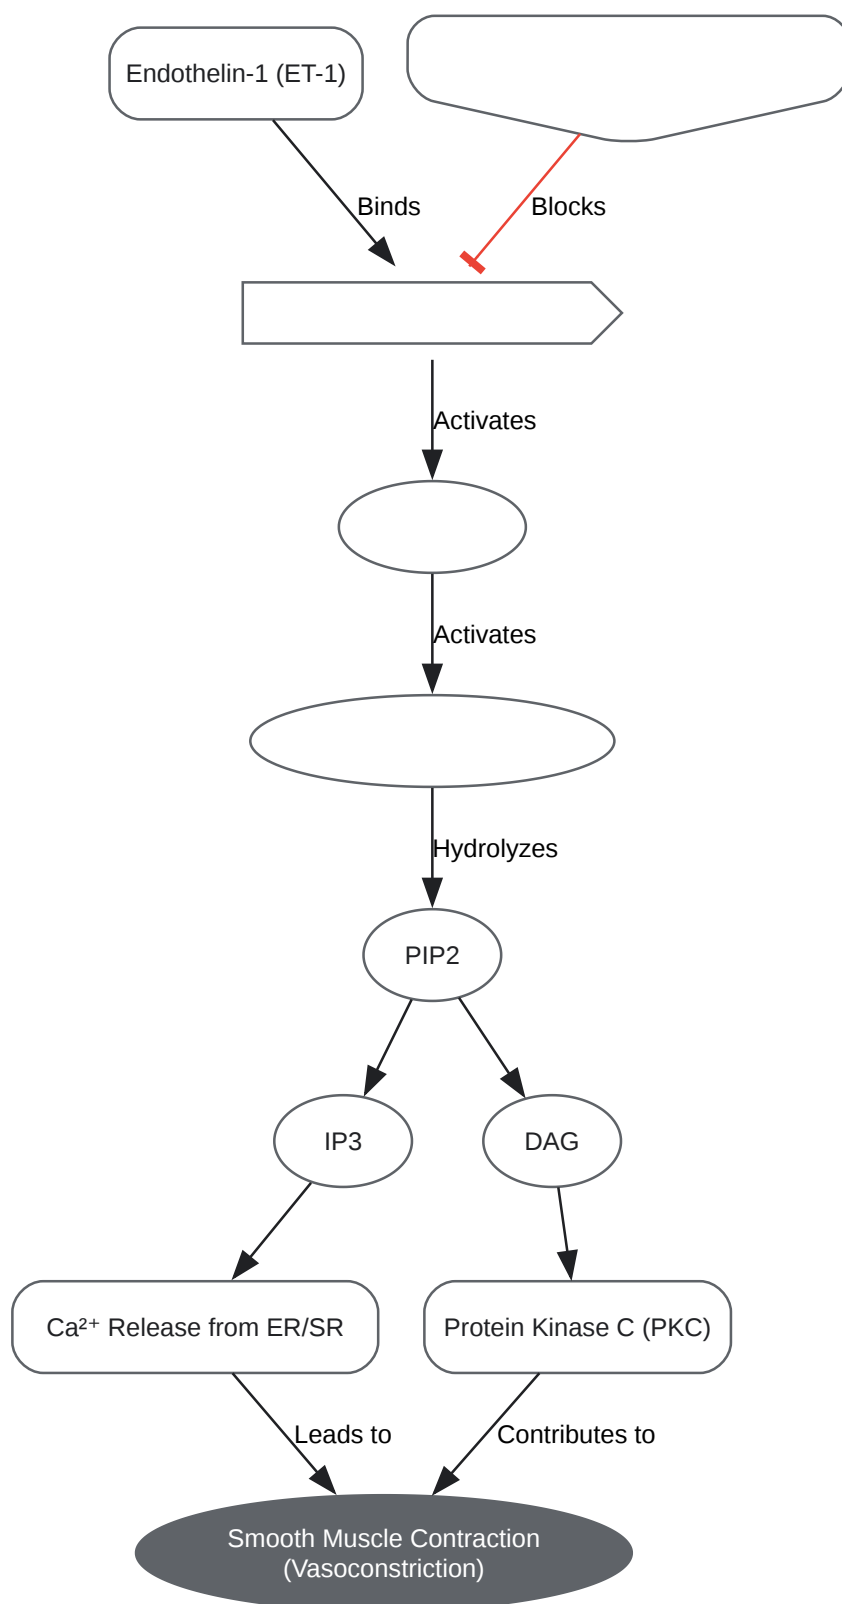 Endothelin-1 (ET-1)
Binds
Blocks
Activates
Activates
Hydrolyzes
PIP2
IP3
DAG
Ca²⁺ Release from ER/SR
Protein Kinase C (PKC)
Leads to
Contributes to
Smooth Muscle Contraction
(Vasoconstriction)